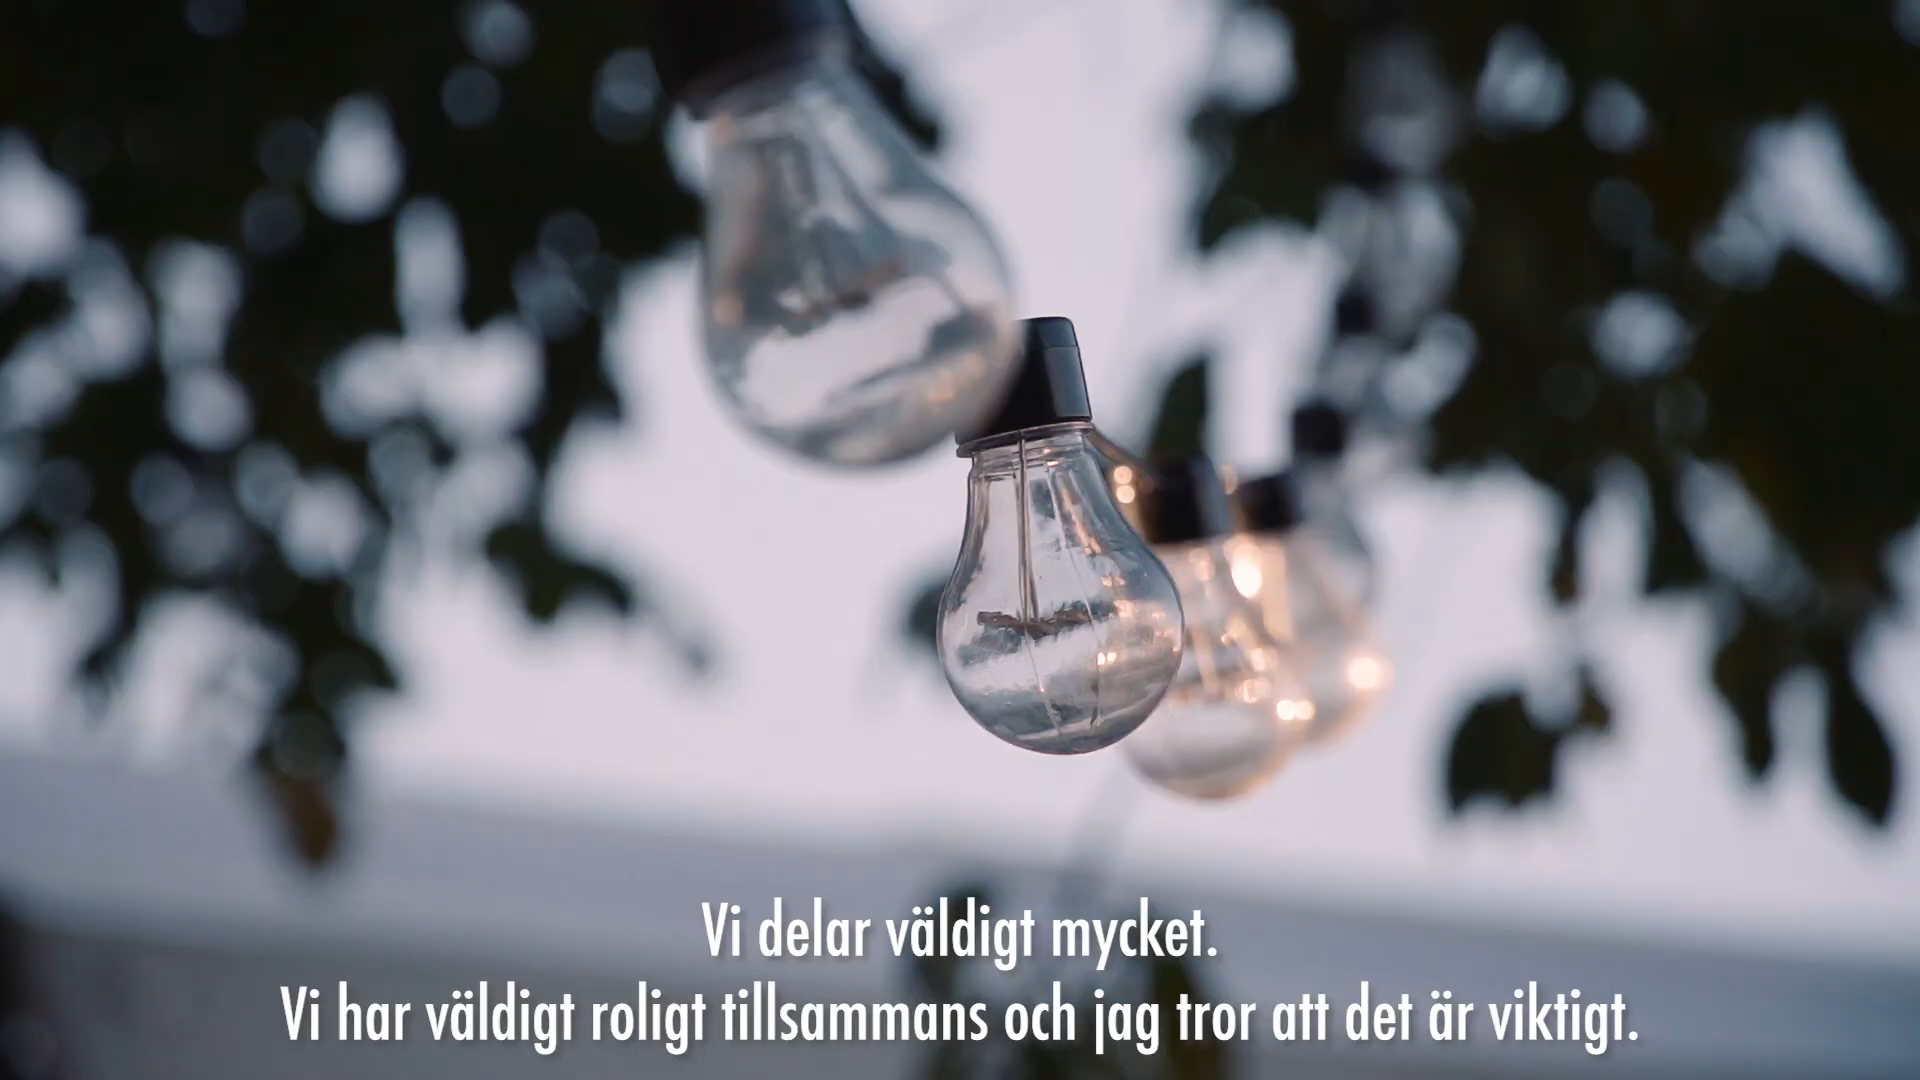 Vi delar väldigt mycket.
Vi har väldigt roligt tillsammans och jag tror att det är viktigt.